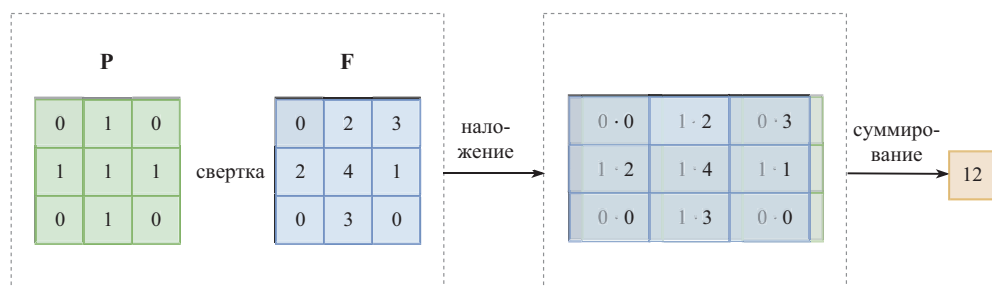 P
F
0 1 0
1 1 1
0 1 0
свертка
0 2 3
2 4 1
0 3 0
нало-
жение
0 · 0 1 · 2 0 · 3
1 · 2 1 · 4 1 · 1
0 · 0 1 · 3 0 · 0
суммиро-
вание
12